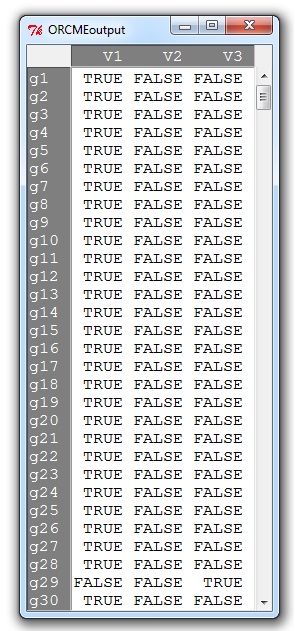 ORCMEoutput
V1 V2 V3
g1 TRUE FALSE FALSE
g2 TRUE FALSE FALSE
g3 TRUE FALSE FALSE
g4 TRUE FALSE FALSE
g5 TRUE FALSE FALSE
g6 TRUE FALSE FALSE
g7 TRUE FALSE FALSE
g8 TRUE FALSE FALSE
g9 TRUE FALSE FALSE
g10 TRUE FALSE FALSE
g11 TRUE FALSE FALSE
g12 TRUE FALSE FALSE
g13 TRUE FALSE FALSE
g14 TRUE FALSE FALSE
g15 TRUE FALSE FALSE
g16 TRUE FALSE FALSE
g17 TRUE FALSE FALSE
g18 TRUE FALSE FALSE
g19 TRUE FALSE FALSE
g20 TRUE FALSE FALSE
g21 TRUE FALSE FALSE
g22 TRUE FALSE FALSE
g23 TRUE FALSE FALSE
g24 TRUE FALSE FALSE
g25 TRUE FALSE FALSE
g26 TRUE FALSE FALSE
g27 TRUE FALSE FALSE
g28 TRUE FALSE FALSE
g29 FALSE FALSE TRUE
g30 TRUE FALSE FALSE